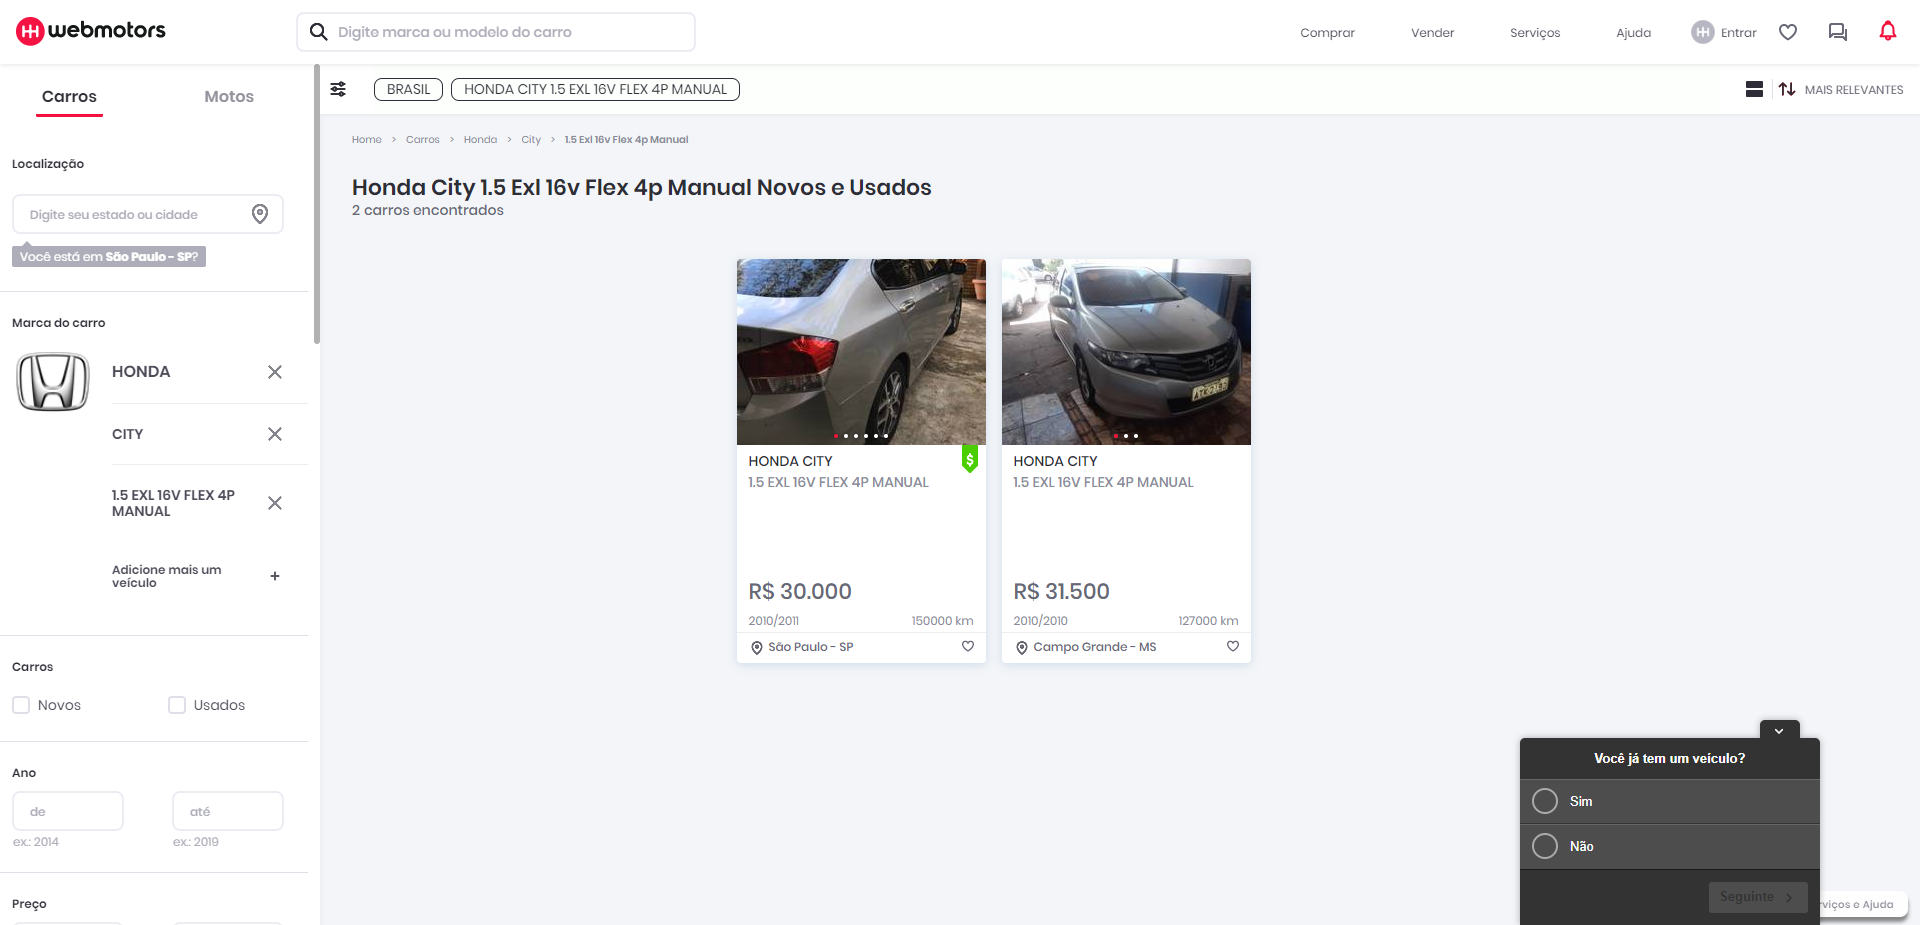 webmotors
Digite marca ou modelo do carro
Comprar
Vender
Serviços
Ajuda
Entrar
Carros
Motos
BRASIL
HONDA CITY 1.5 EXL 16V FLEX 4P MANUAL
MAIS RELEVANTES
Home > Carros > Honda > City > 1.5 Exl 16v Flex 4p Manual
Honda City 1.5 Exl 16v Flex 4p Manual Novos e Usados
2 carros encontrados
Localização
Digite seu estado ou cidade
Você está em São Paulo - SP?
Marca do carro
HONDA
CITY
1.5 EXL 16V FLEX 4P
MANUAL
Adicione mais um
veículo
+
Carros
Novos
Usados
Ano
de
até
ex.: 2014
ex.: 2019
Preço
$
HONDA CITY
1.5 EXL 16V FLEX 4P MANUAL
R$ 30.000
2010/2011
150000 km
São Paulo - SP
HONDA CITY
1.5 EXL 16V FLEX 4P MANUAL
R$ 31.500
2010/2010
127000 km
Campo Grande - MS
Você já tem um veículo?
Sim
Não
Seguinte
e Ajuda